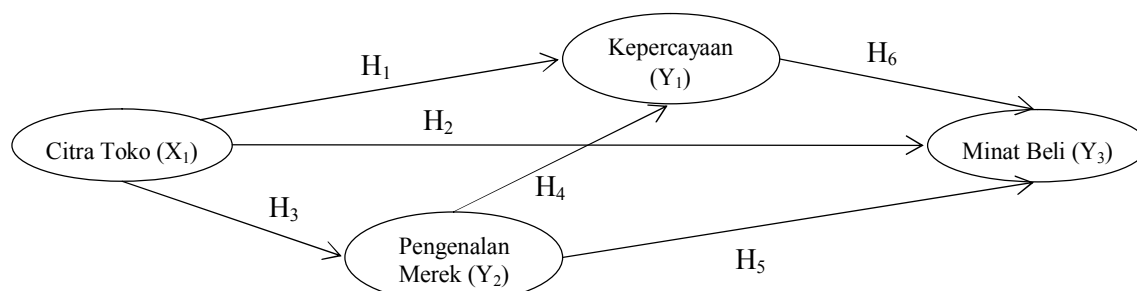 Kepercayaan
(Y₁)
H₆
H₁
H₂
Citra Toko (X₁)
Minat Beli (Y₃)
H₄
H₃
Pengenalan
Merek (Y₂)
H₅